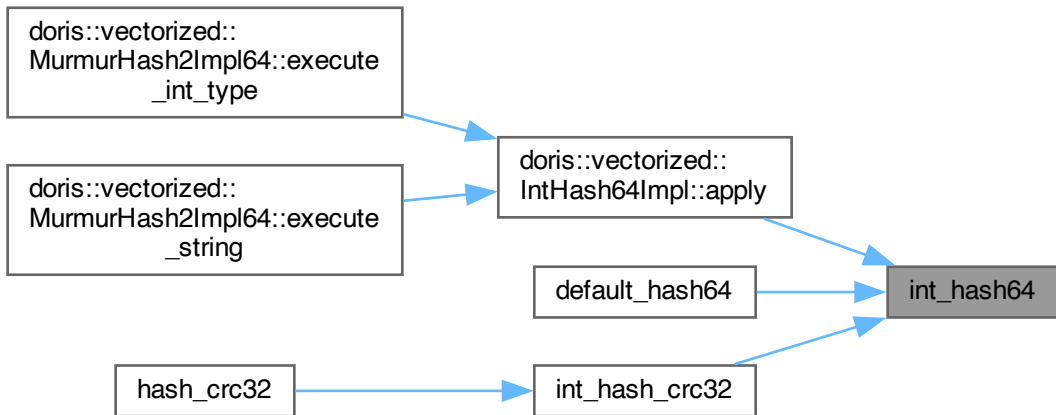 doris::vectorized::
MurmurHash2Impl64::execute
_int_type
doris::vectorized::
MurmurHash2Impl64::execute
_string
doris::vectorized::
IntHash64Impl::apply
default_hash64
int_hash64
hash_crc32
int_hash_crc32